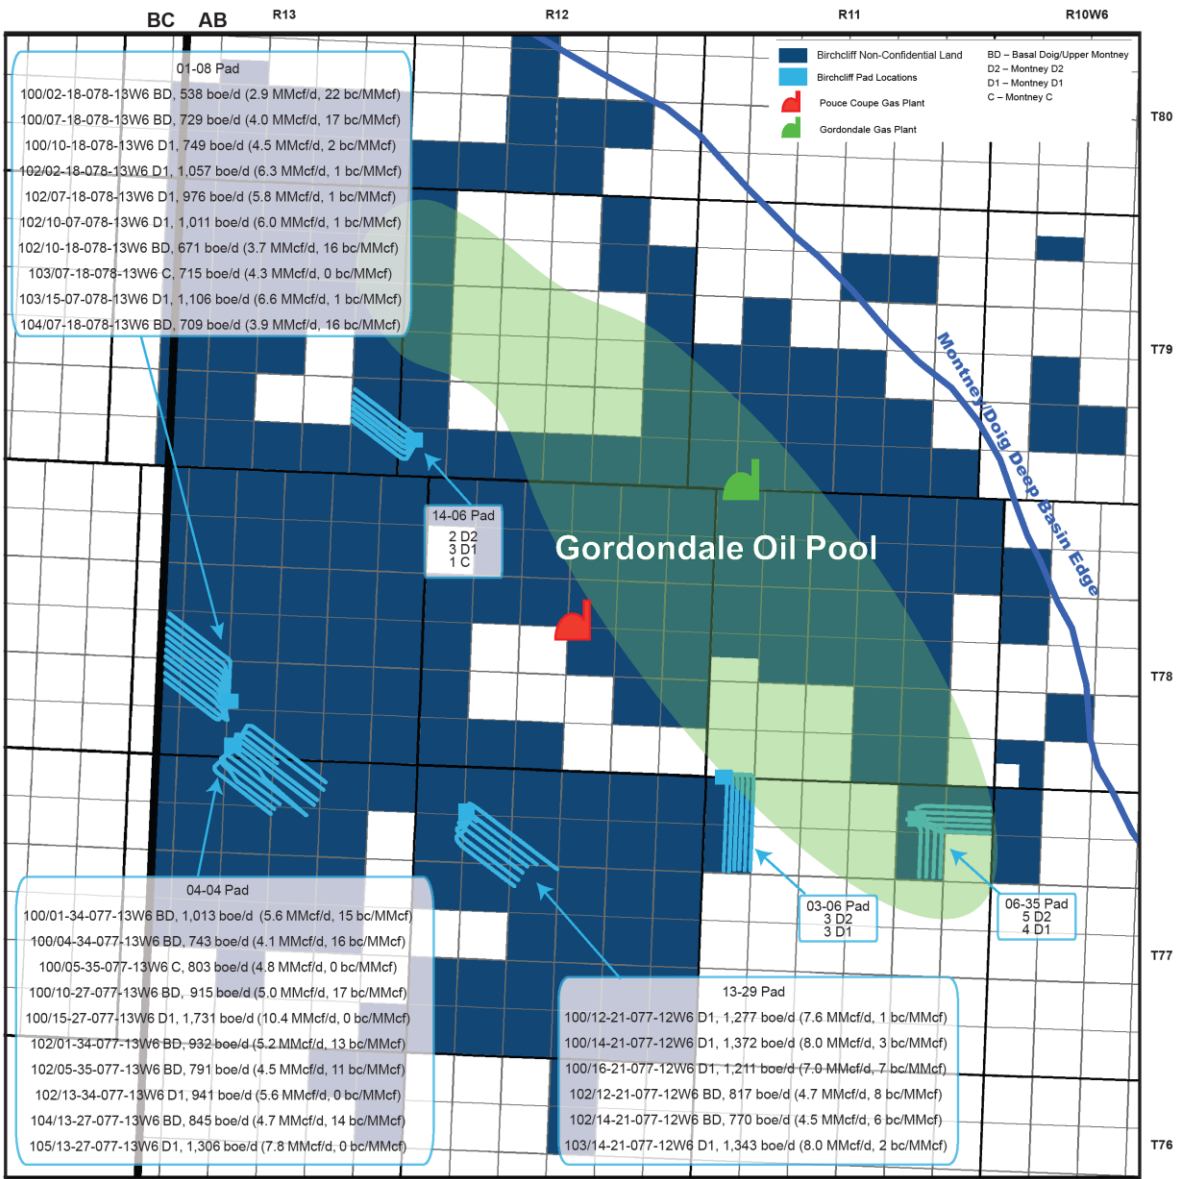 BC AB R13 R12 R11 R10W6
Birchcliff Non-Confidential Land
Birchcliff Pad Locations
Pouce Coupe Gas Plant
Gordondale Gas Plant
BD – Basal Doig/Upper Montney
D2 – Montney D2
D1 – Montney D1
C – Montney C
01-08 Pad
100/02-18-078-13W6 BD, 538 boe/d (2.9 MMcf/d, 22 bc/MMcf)
100/07-18-078-13W6 BD, 729 boe/d (4.0 MMcf/d, 17 bc/MMcf)
100/10-18-078-13W6 D1, 749 boe/d (4.5 MMcf/d, 2 bc/MMcf)
102/02-18-078-13W6 D1, 1,057 boe/d (6.3 MMcf/d, 1 bc/MMcf)
102/07-18-078-13W6 D1, 976 boe/d (5.8 MMcf/d, 1 bc/MMcf)
102/10-07-078-13W6 D1, 1,011 boe/d (6.0 MMcf/d, 1 bc/MMcf)
102/10-18-078-13W6 BD, 671 boe/d (3.7 MMcf/d, 16 bc/MMcf)
103/07-18-078-13W6 C, 715 boe/d (4.3 MMcf/d, 0 bc/MMcf)
103/15-07-078-13W6 D1, 1,106 boe/d (6.6 MMcf/d, 1 bc/MMcf)
104/07-18-078-13W6 BD, 709 boe/d (3.9 MMcf/d, 16 bc/MMcf)
T80
T79
Montney/Doig Deep Basin Edge
14-06 Pad
2 D2
3 D1
1 C
Gordondale Oil Pool
T78
03-06 Pad
3 D2
3 D1
06-35 Pad
5 D2
4 D1
04-04 Pad
100/01-34-077-13W6 BD, 1,013 boe/d (5.6 MMcf/d, 15 bc/MMcf)
100/04-34-077-13W6 BD, 743 boe/d (4.1 MMcf/d, 16 bc/MMcf)
100/05-35-077-13W6 C, 803 boe/d (4.8 MMcf/d, 0 bc/MMcf)
100/10-27-077-13W6 BD, 915 boe/d (5.0 MMcf/d, 17 bc/MMcf)
100/15-27-077-13W6 D1, 1,731 boe/d (10.4 MMcf/d, 0 bc/MMcf)
102/01-34-077-13W6 BD, 932 boe/d (5.2 MMcf/d, 13 bc/MMcf)
102/05-35-077-13W6 BD, 791 boe/d (4.5 MMcf/d, 11 bc/MMcf)
102/13-34-077-13W6 D1, 941 boe/d (5.6 MMcf/d, 0 bc/MMcf)
104/13-27-077-13W6 BD, 845 boe/d (4.7 MMcf/d, 14 bc/MMcf)
105/13-27-077-13W6 D1, 1,306 boe/d (7.8 MMcf/d, 0 bc/MMcf)
T77
13-29 Pad
100/12-21-077-12W6 D1, 1,277 boe/d (7.6 MMcf/d, 1 bc/MMcf)
100/14-21-077-12W6 D1, 1,372 boe/d (8.0 MMcf/d, 3 bc/MMcf)
100/16-21-077-12W6 D1, 1,211 boe/d (7.0 MMcf/d, 7 bc/MMcf)
102/12-21-077-12W6 BD, 817 boe/d (4.7 MMcf/d, 8 bc/MMcf)
102/14-21-077-12W6 BD, 770 boe/d (4.5 MMcf/d, 6 bc/MMcf)
103/14-21-077-12W6 D1, 1,343 boe/d (8.0 MMcf/d, 2 bc/MMcf)
T76